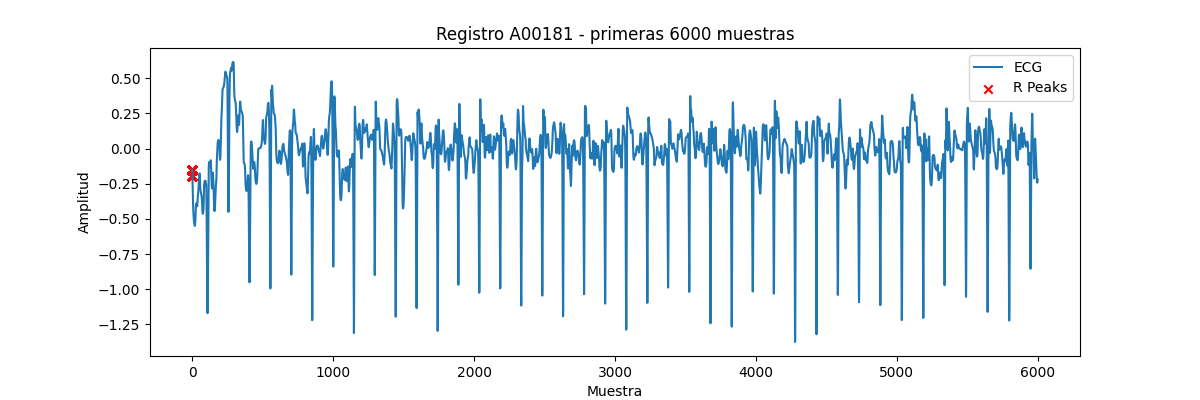 Registro A00181 - primeras 6000 muestras
ECG
R Peaks
Amplitud
0.50
0.25
0.00
−0.25
−0.50
−0.75
−1.00
−1.25
0 1000 2000 3000 4000 5000 6000
Muestra